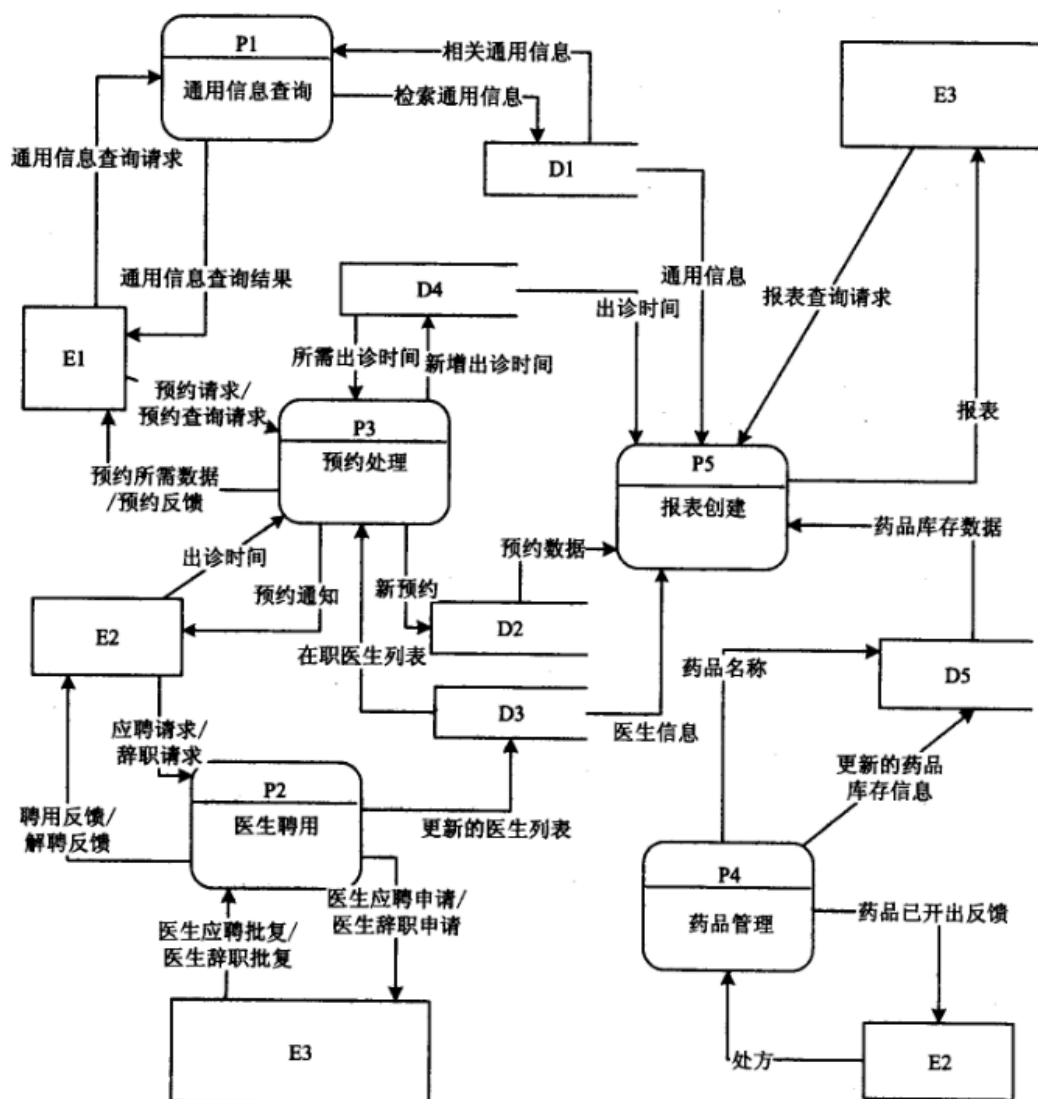 P1
通用信息查询
相关通用信息
检索通用信息
E3
通用信息查询请求
D1
通用信息查询结果
D4
出诊时间
通用信息
报表查询请求
E1
所需出诊时间
新增出诊时间
预约请求/
预约查询请求
P3
预约处理
报表
P5
报表创建
预约所需数据
/预约反馈
药品库存数据
出诊时间
预约数据
预约通知
新预约
E2
D2
在职医生列表
药品名称
D5
D3
医生信息
应聘请求/
辞职请求
更新的药品
库存信息
P2
医生聘用
聘用反馈/
解聘反馈
更新的医生列表
P4
药品管理
医生应聘申请/
医生辞职申请
药品已开出反馈
医生应聘批复/
医生辞职批复
E3
处方
E2